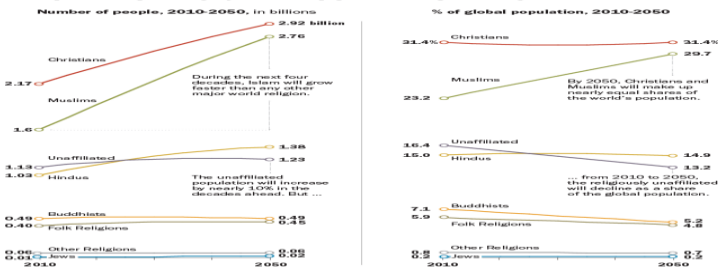 Number of people, 2010-2050, in billions
2.92 billion
2.76
Christians
2.17
During the next four
decades, Islam will grow
faster than any other
major world religion.
Muslims
1.6
1.38
Unaffiliated
1.23
1.13
1.03
Hindus
The unaffiliated
population will increase
by nearly 10% in the
decades ahead. But ...
Buddhists
0.49
0.49
0.45
0.40
Folk Religions
0.06
Other Religions
0.06
0.01
Jews
0.02
2010
2050
% of global population, 2010-2050
Christians
31.4%
31.4%
29.7
Muslims
By 2050, Christians and
Muslims will make up
nearly equal shares of
the world's population.
23.2
16.4
Unaffiliated
15.0
14.9
Hindus
13.2
... from 2010 to 2050,
the religiously unaffiliated
will decline as a share
of the global population.
7.1
Buddhists
5.9
5.2
Folk Religions
4.8
0.8
Other Religions
0.7
0.2
Jews
0.2
2010
2050